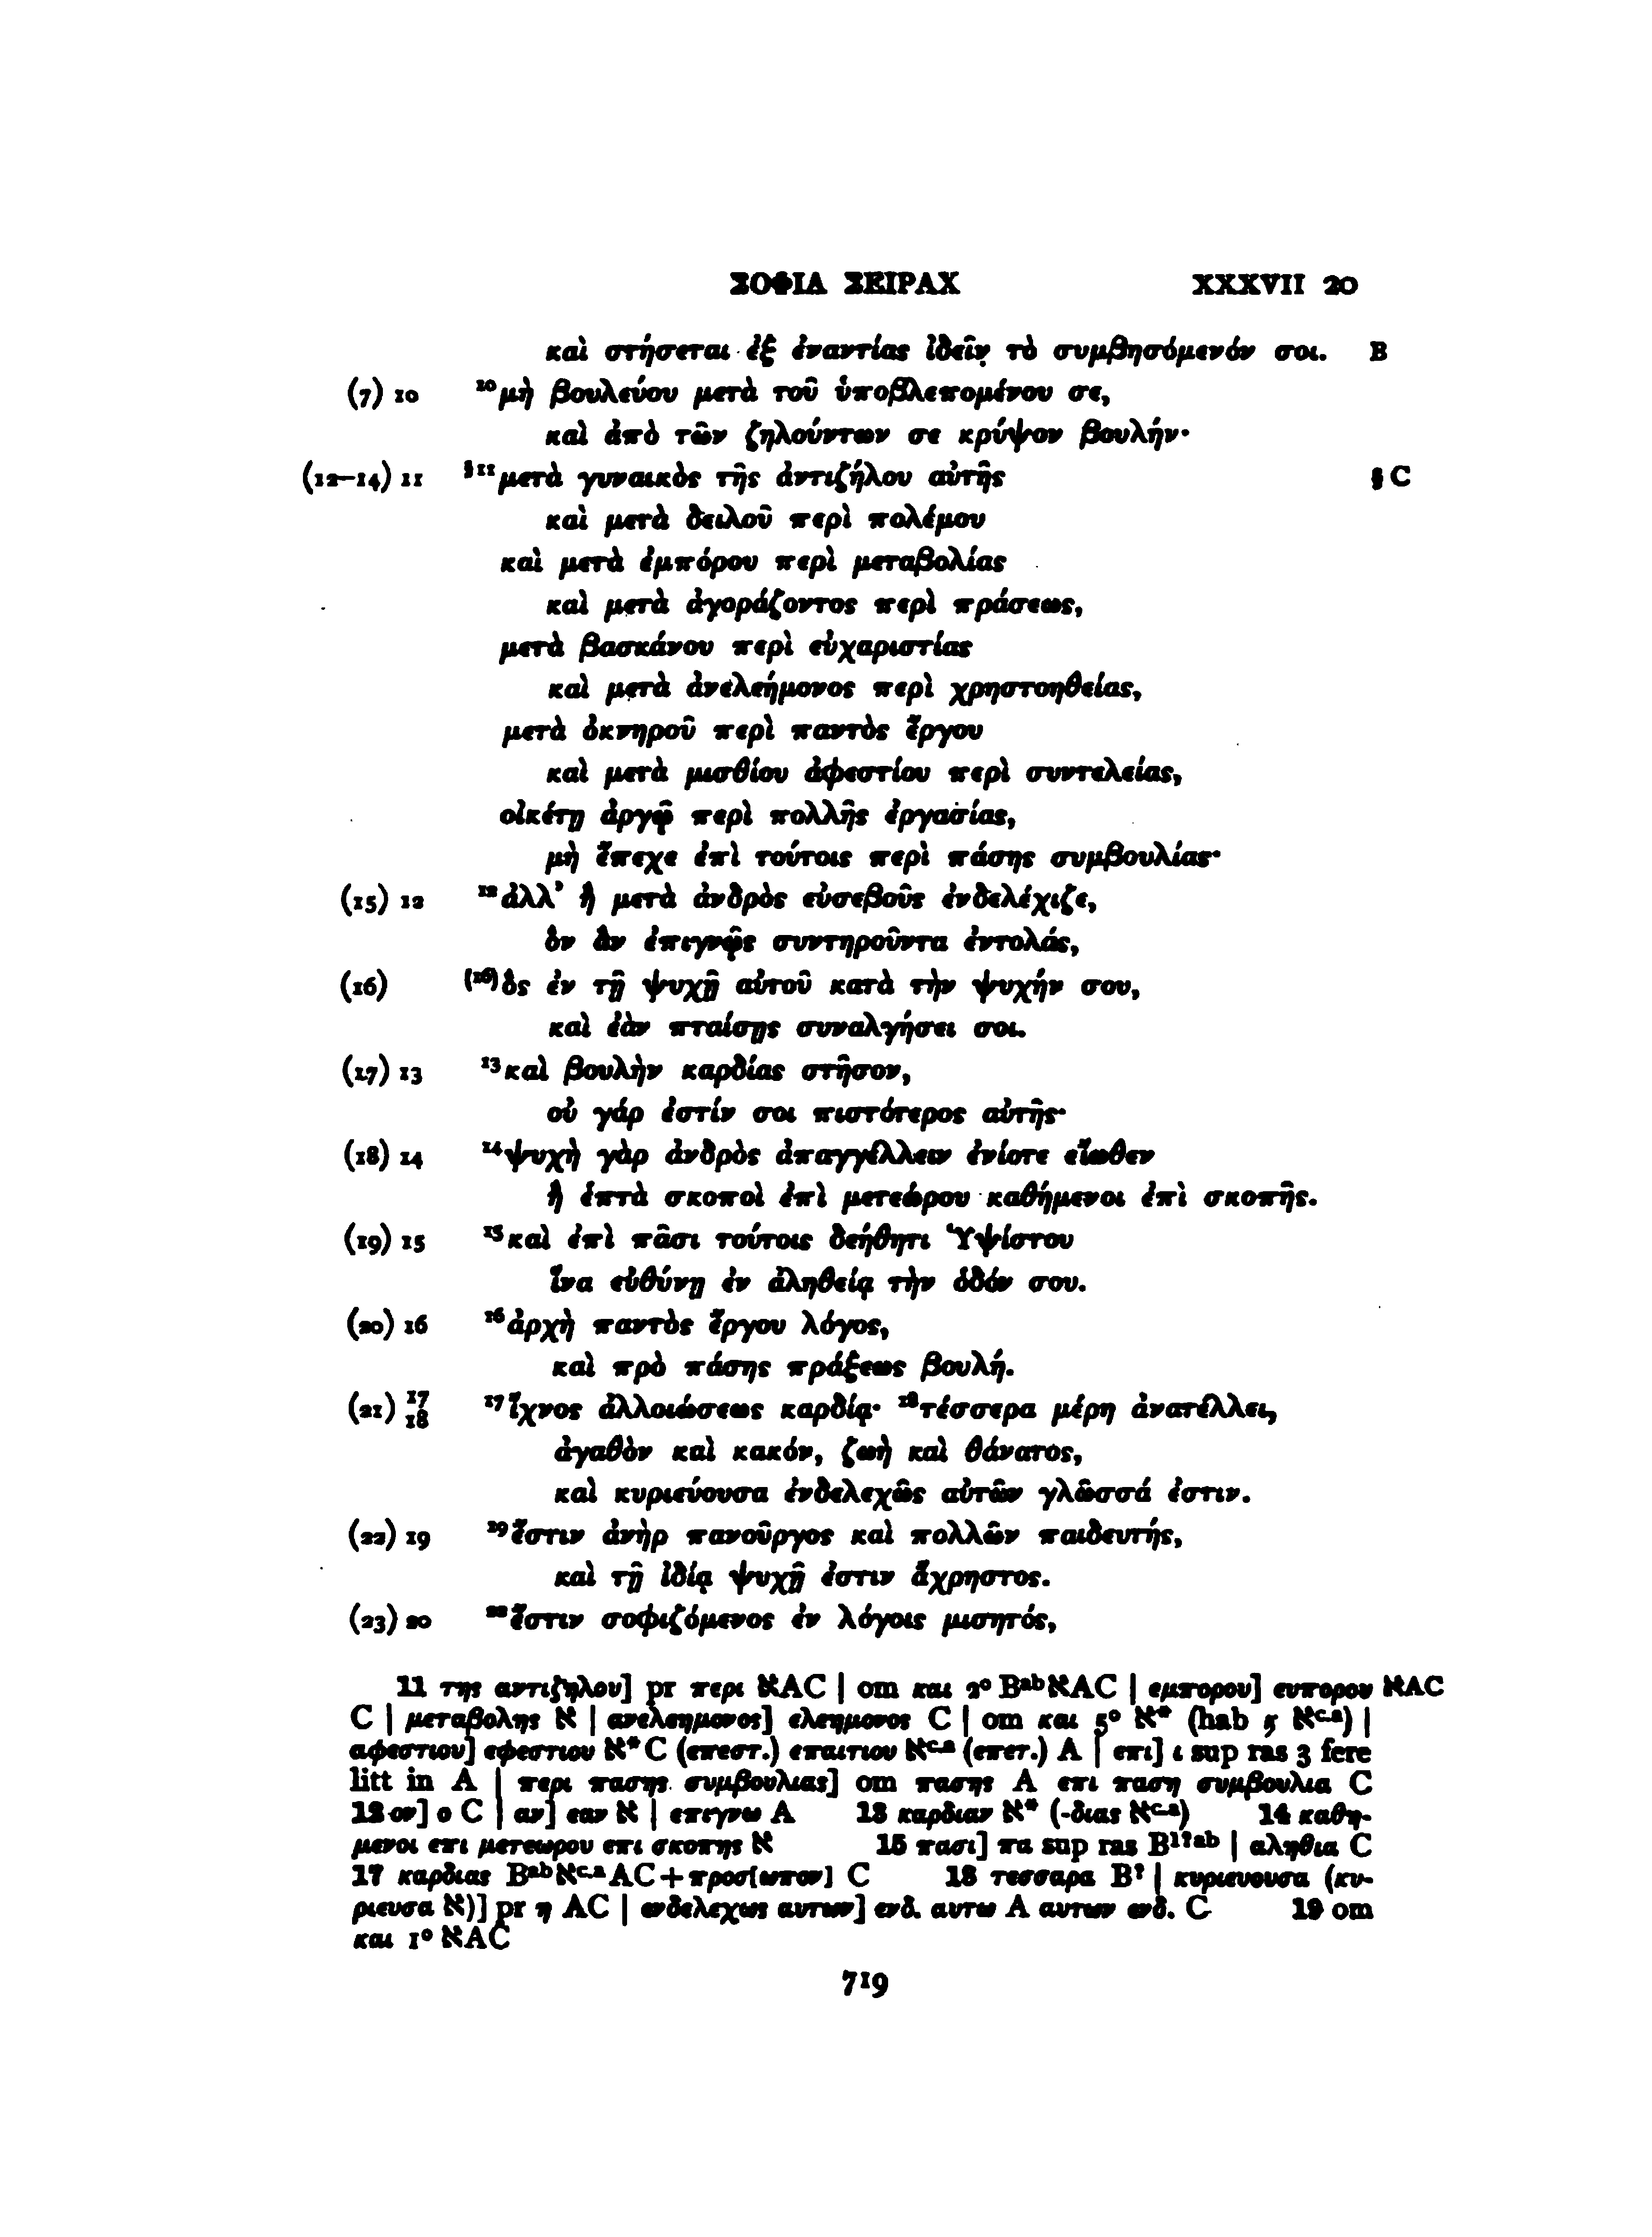 ΣΟΦΙΑ ΣΕΙΡΑΧ XXXVII 20
καὶ στήσεται ἐξ ἐναντίας ἰδεῖν τὸ συμβησόμενόν σοι. B
(7) 10 ¹⁰μὴ βουλεύου μετὰ τοῦ ὑποβλεπομένου σε,
καὶ ἀπὸ τῶν ζηλούντων σε κρύψον βουλήν·
(12–14) 11 §¹¹μετὰ γυναικὸς τῆς ἀντιζήλου αὐτῆς § C
καὶ μετὰ δειλοῦ περὶ πολέμου
καὶ μετὰ ἐμπόρου περὶ μεταβολίας
καὶ μετὰ ἀγοράζοντος περὶ πράσεως,
μετὰ βασκάνου περὶ εὐχαριστίας
καὶ μετὰ ἀνελεήμονος περὶ χρηστοηθείας,
μετὰ ὀκνηροῦ περὶ παντὸς ἔργου
καὶ μετὰ μισθίου ἀφεστίου περὶ συντελείας,
οἰκέτῃ ἀργῷ περὶ πολλῆς ἐργασίας,
μὴ ἔπεχε ἐπὶ τούτοις περὶ πάσης συμβουλίας·
(15) 12 ¹²ἀλλ’ ἢ μετὰ ἀνδρὸς εὐσεβοῦς ἐνδελέχιζε,
ὃν ἂν ἐπιγνῷς συντηροῦντα ἐντολάς,
(16) (¹⁶)ὃς ἐν τῇ ψυχῇ αὐτοῦ κατὰ τὴν ψυχήν σου,
καὶ ἐὰν πταίσῃς συναλγήσει σοι.
(17) 13 ¹³καὶ βουλὴν καρδίας στῆσον,
οὐ γάρ ἐστίν σοι πιστότερος αὐτῆς·
(18) 14 ¹⁴ψυχὴ γὰρ ἀνδρὸς ἀπαγγέλλειν ἐνίοτε εἴωθεν
ἢ ἑπτὰ σκοποὶ ἐπὶ μετεώρου καθήμενοι ἐπὶ σκοπῆς.
(19) 15 ¹⁵καὶ ἐπὶ πᾶσι τούτοις δεήθητι Ὑψίστου
ἵνα εὐθύνῃ ἐν ἀληθείᾳ τὴν ὁδόν σου.
(20) 16 ¹⁶ἀρχὴ παντὸς ἔργου λόγος,
καὶ πρὸ πάσης πράξεως βουλή.
(21) 17 18 ¹⁷ἴχνος ἀλλοιώσεως καρδίᾳ· ¹⁸τέσσερα μέρη ἀνατέλλει,
ἀγαθὸν καὶ κακόν, ζωὴ καὶ θάνατος,
καὶ κυριεύουσα ἐνδελεχῶς αὐτῶν γλῶσσά ἐστιν.
(22) 19 ¹⁹ἔστιν ἀνὴρ πανοῦργος καὶ πολλῶν παιδευτής,
καὶ τῇ ἰδίᾳ ψυχῇ ἐστιν ἄχρηστος.
(23) 20 ²⁰ἔστιν σοφιζόμενος ἐν λόγοις μισητός,
11 της αντιζηλου] pr περι ℵAC | om και 2° Bᵃᵇ ℵAC | εμπορου] ευπορου ℵAC
C | μεταβολης ℵ | ανελεημονος] ελεημονος C | om και 5° ℵ* (hab ϗ ℵᶜ·ᵃ) |
αφεστιου] εφεστιου ℵ* C (επεστ.) επαιτιου ℵᶜ·ᵃ (επετ.) A | επι] ι sup ras 3 fere
litt in A | περι πασης συμβουλιας] om πασης A επι παση συμβουλια C
12 ον] ο C | αν] εαν ℵ | επιγνω A 13 καρδιαν ℵ* (-διας ℵᶜ·ᵃ) 14 καθη-
μενοι επι μετεωρου επι σκοπης ℵ 15 πασι] πα sup ras B¹?ᵃᵇ | αληθια C
17 καρδιας Bᵃᵇ ℵᶜ·ᵃ AC + προσ[ωπον] C 18 τεσσαρα B? | κυριευουσα (κυ-
ριευσα ℵ)] pr η AC | ενδελεχως αυτων] ενδ. αυτω A αυτων ενδ. C 19 om
και 1° ℵAC
719